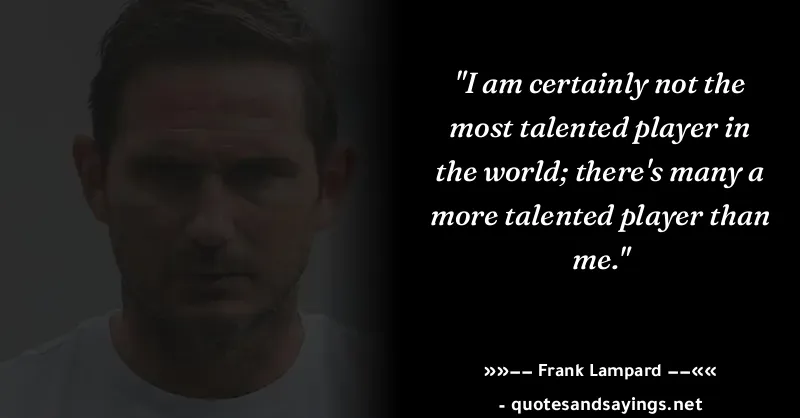 "I am certainly not the
most talented player in
the world; there's many a
more talented player than
me."
»»−− Frank Lampard −−««
- quotesandsayings.net